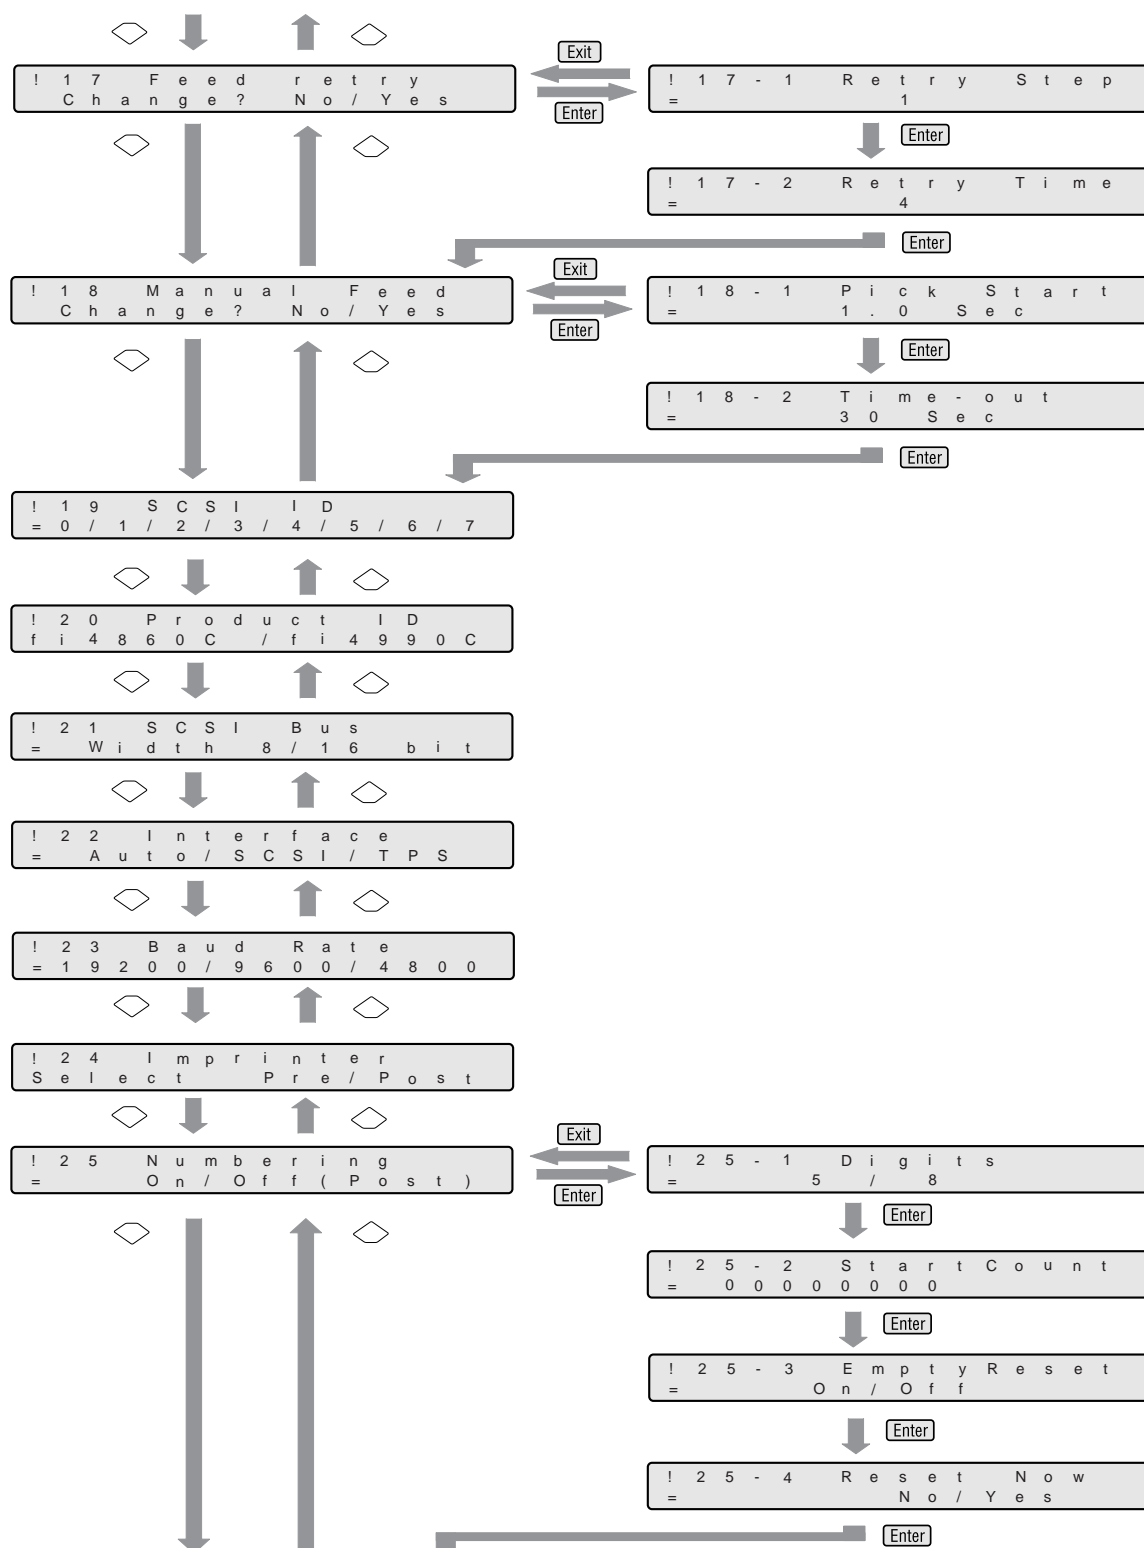 Exit
! 17 Feed retry
Change? No/Yes
Enter
! 17-1 Retry Step
= 1
Enter
! 17-2 Retry Time
= 4
Enter
Exit
! 18 Manual Feed
Change? No/Yes
Enter
! 18-1 Pick Start
= 1.0 Sec
Enter
! 18-2 Time-out
= 30 Sec
Enter
! 19 SCSI ID
=0/1/2/3/4/5/6/7
! 20 Product ID
fi4860C /fi4990C
! 21 SCSI Bus
= Width 8/16 bit
! 22 Interface
= Auto/SCSI/TPS
! 23 Baud Rate
=19200/9600/4800
! 24 Imprinter
Select Pre/Post
Exit
! 25 Numbering
= On/Off(Post)
Enter
! 25-1 Digits
= 5 / 8
Enter
! 25-2 StartCount
= 00000000
Enter
! 25-3 EmptyReset
= On/Off
Enter
! 25-4 Reset Now
= No/Yes
Enter